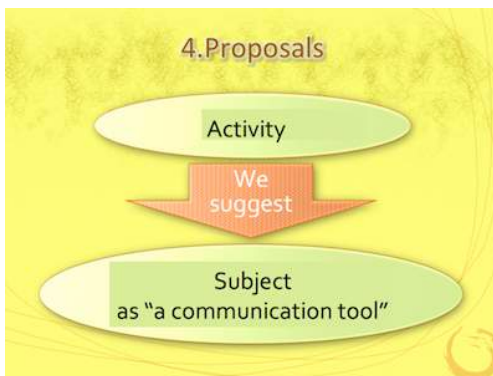 4.Proposals
Activity
We
suggest
Subject
as “a communication tool”